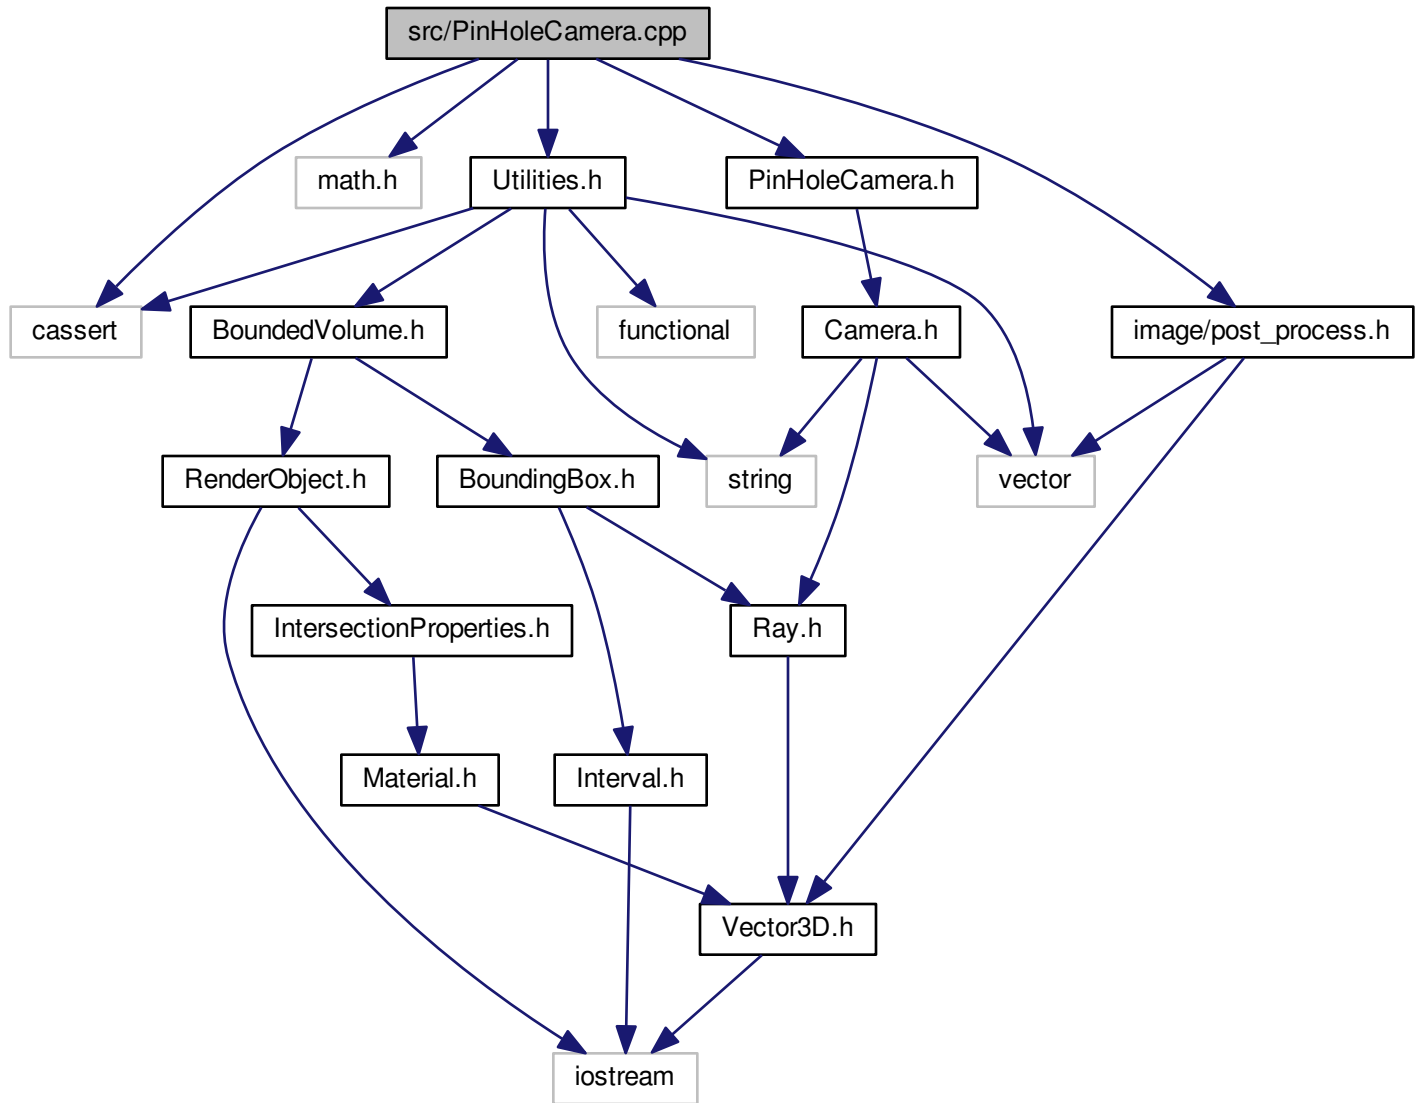 src/PinHoleCamera.cpp
math.h
Utilities.h
PinHoleCamera.h
cassert
BoundedVolume.h
functional
Camera.h
image/post_process.h
RenderObject.h
BoundingBox.h
string
vector
IntersectionProperties.h
Ray.h
Material.h
Interval.h
Vector3D.h
iostream